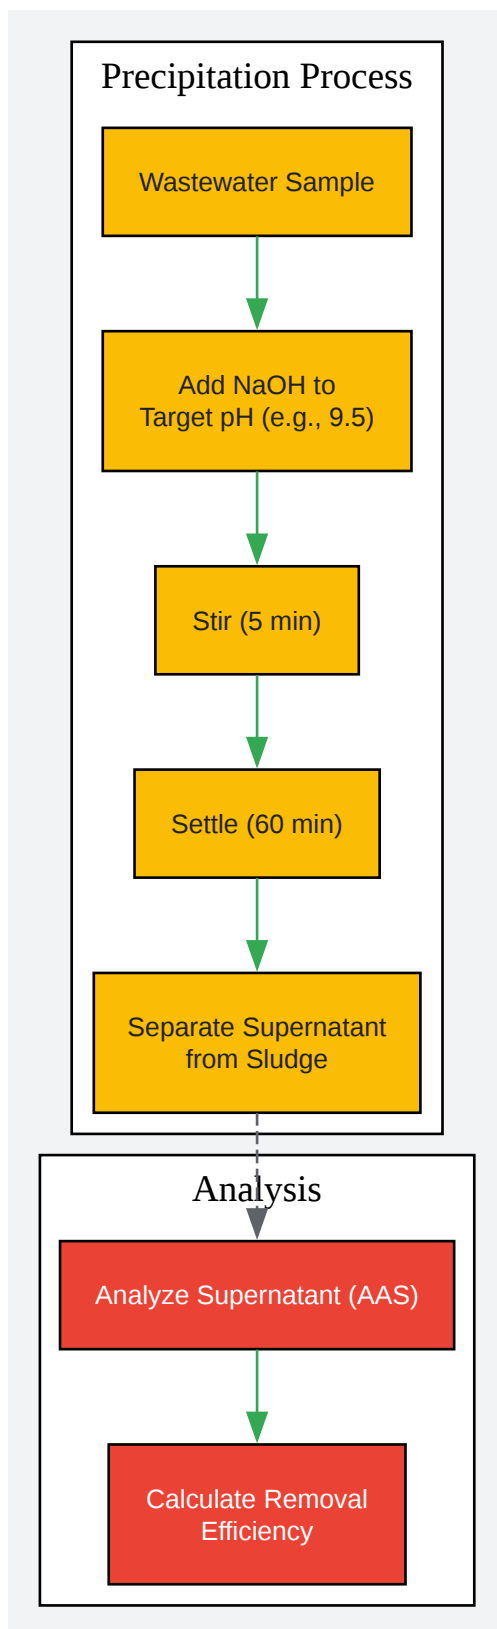 Precipitation Process
Wastewater Sample
Add NaOH to
Target pH (e.g., 9.5)
Stir (5 min)
Settle (60 min)
Separate Supernatant
from Sludge
Analysis
Analyze Supernatant (AAS)
Calculate Removal
Efficiency